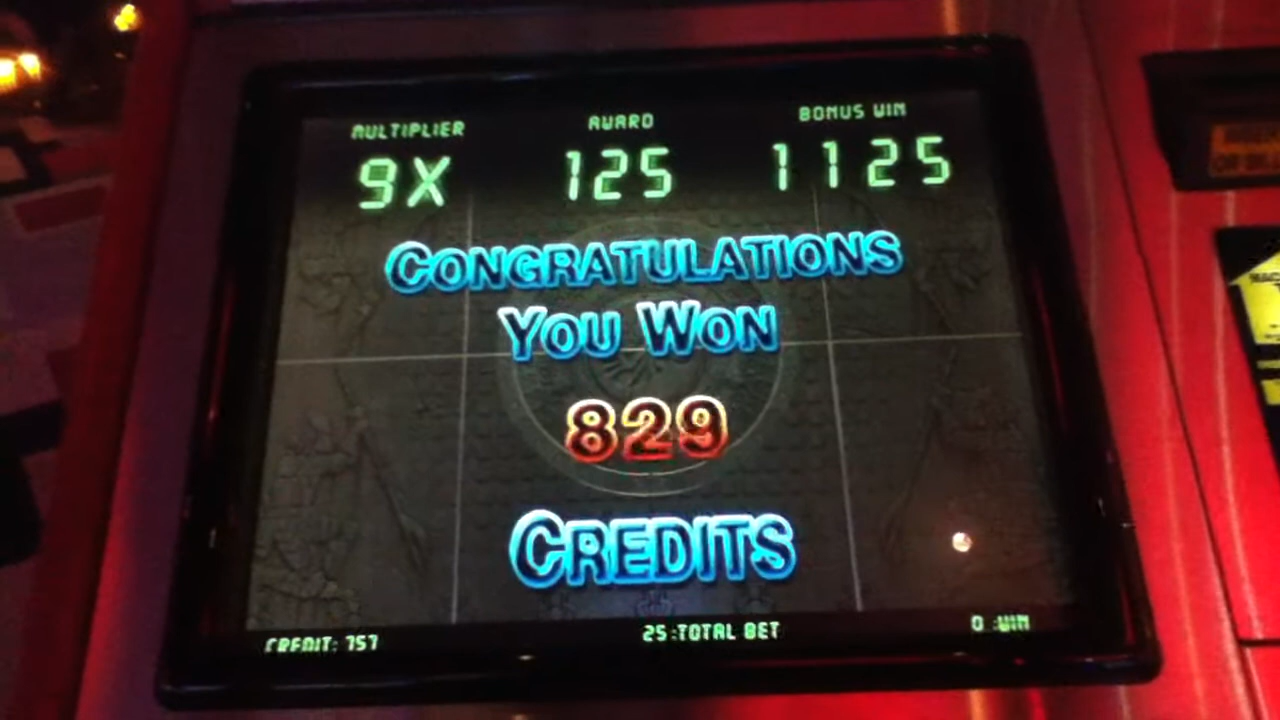 MULTIPLIER AWARD BONUS WIN
9X 125 1125
CONGRATULATIONS
YOU WON
829
CREDITS
CREDIT: 757 25:TOTAL BET 0 :WIN